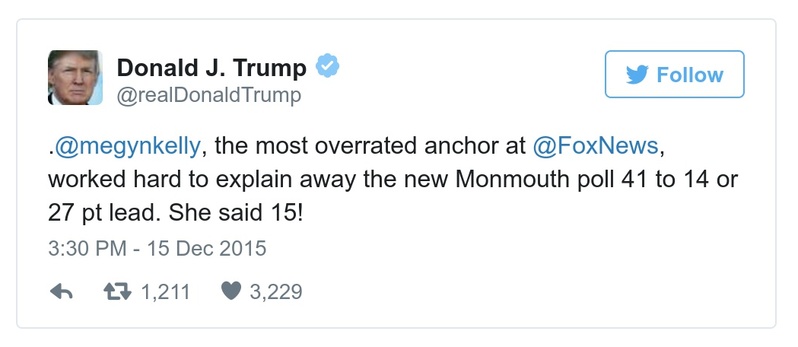 Donald J. Trump
@realDonaldTrump
Follow
.@megynkelly, the most overrated anchor at @FoxNews,
worked hard to explain away the new Monmouth poll 41 to 14 or
27 pt lead. She said 15!
3:30 PM - 15 Dec 2015
1,211 3,229